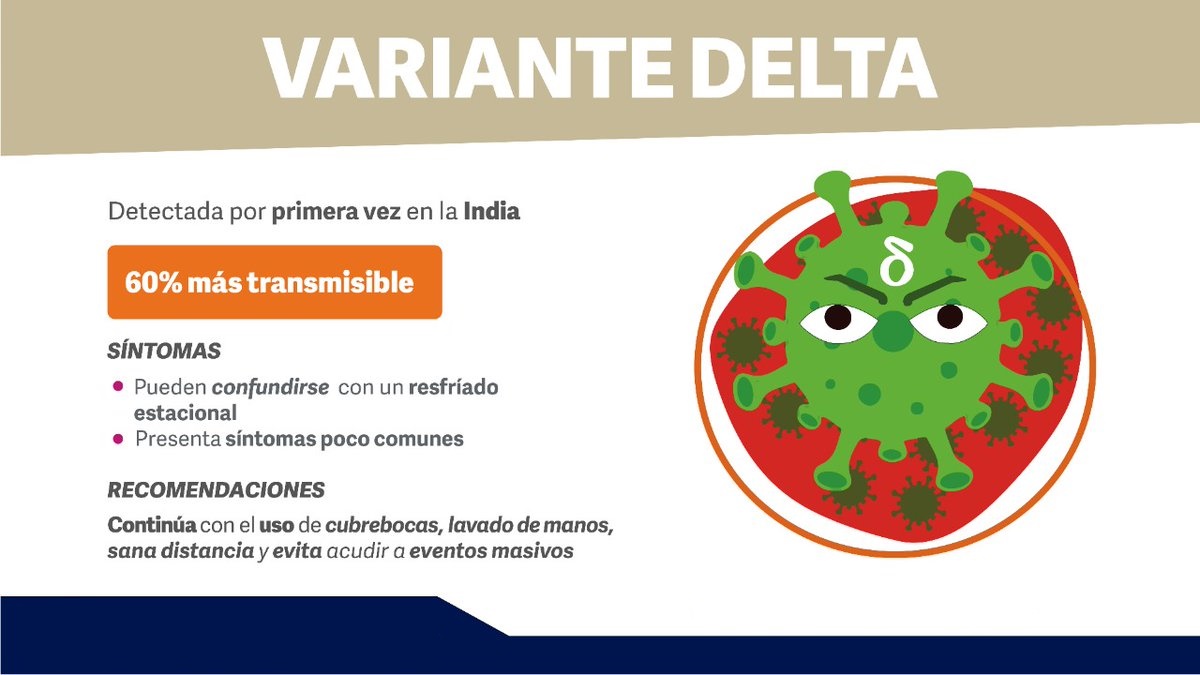 VARIANTE DELTA
Detectada por primera vez en la India
60% más transmisible
SÍNTOMAS
• Pueden confundirse con un resfríado
estacional
• Presenta síntomas poco comunes
RECOMENDACIONES
Continúa con el uso de cubrebocas, lavado de manos,
sana distancia y evita acudir a eventos masivos
δ